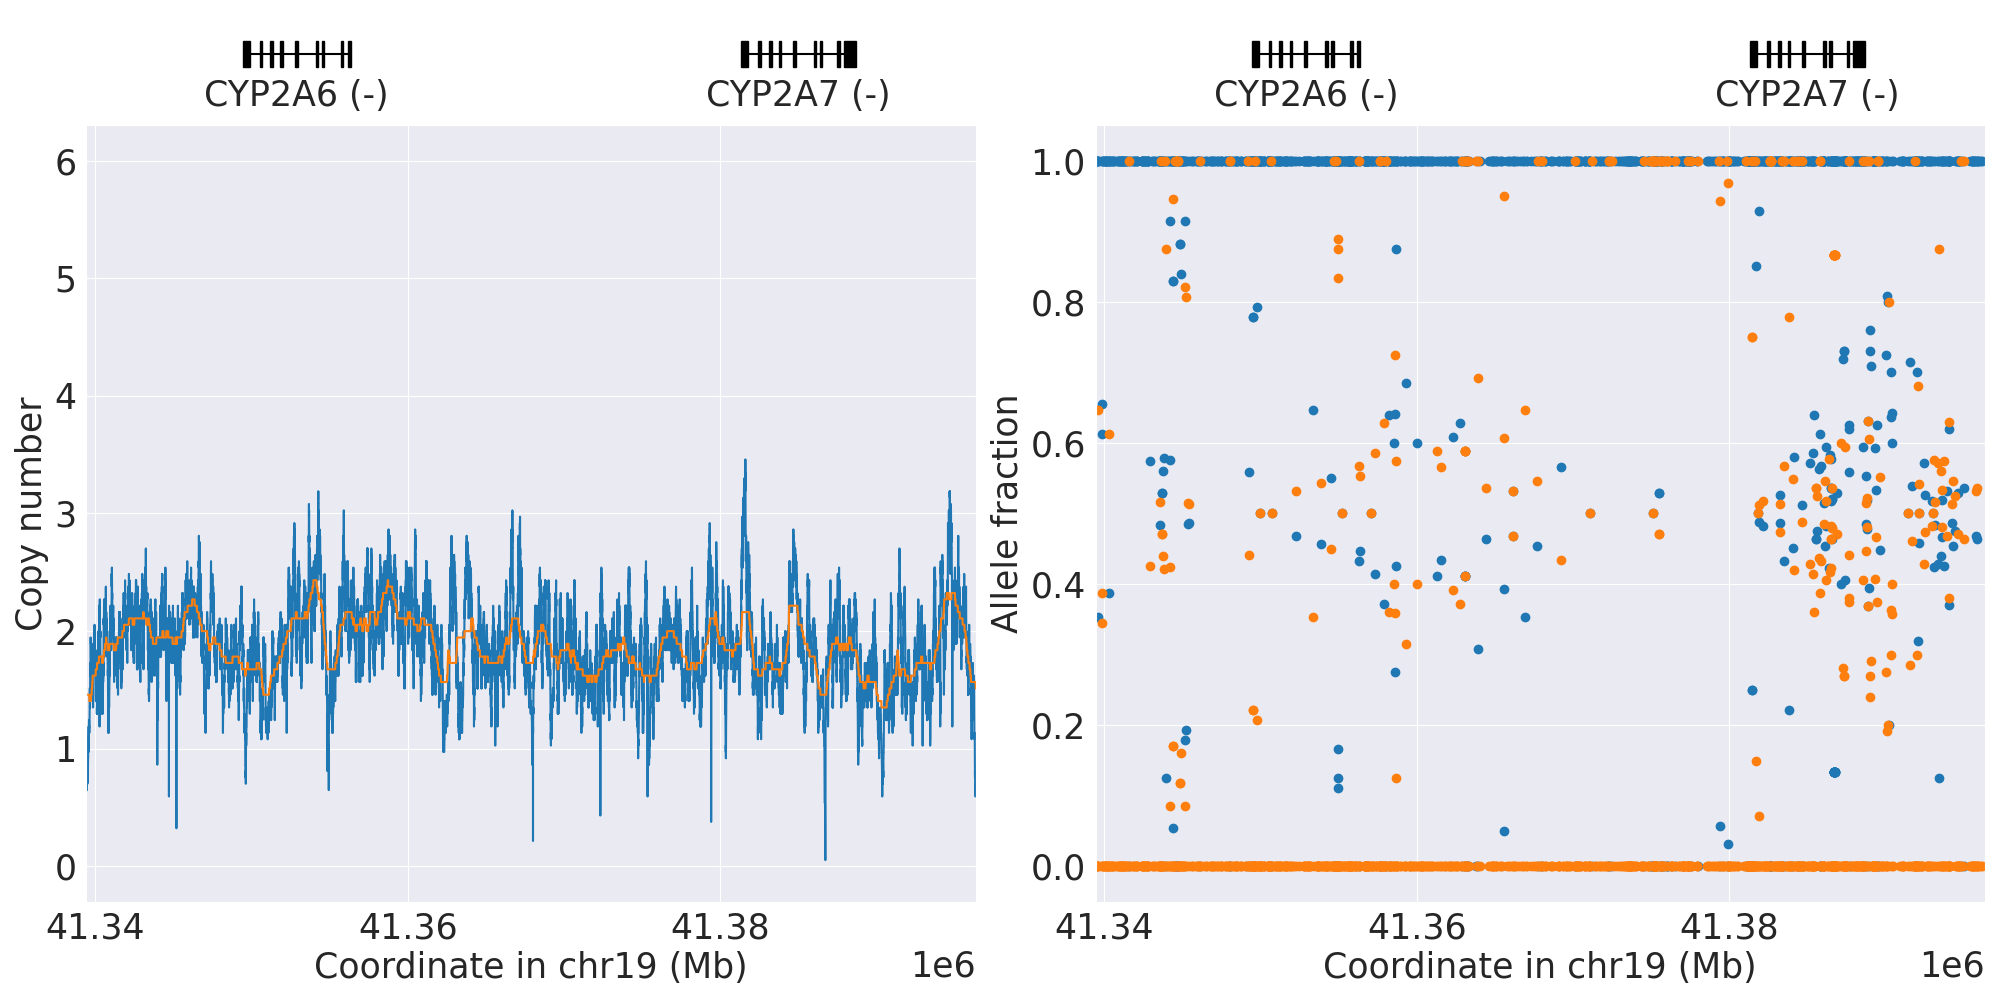 CYP2A6 (-)
CYP2A7 (-)
6
5
4
3
2
1
0
Copy number
41.34
41.36
41.38
Coordinate in chr19 (Mb)
1e6
CYP2A6 (-)
CYP2A7 (-)
1.0
0.8
0.6
0.4
0.2
0.0
Allele fraction
41.34
41.36
41.38
Coordinate in chr19 (Mb)
1e6